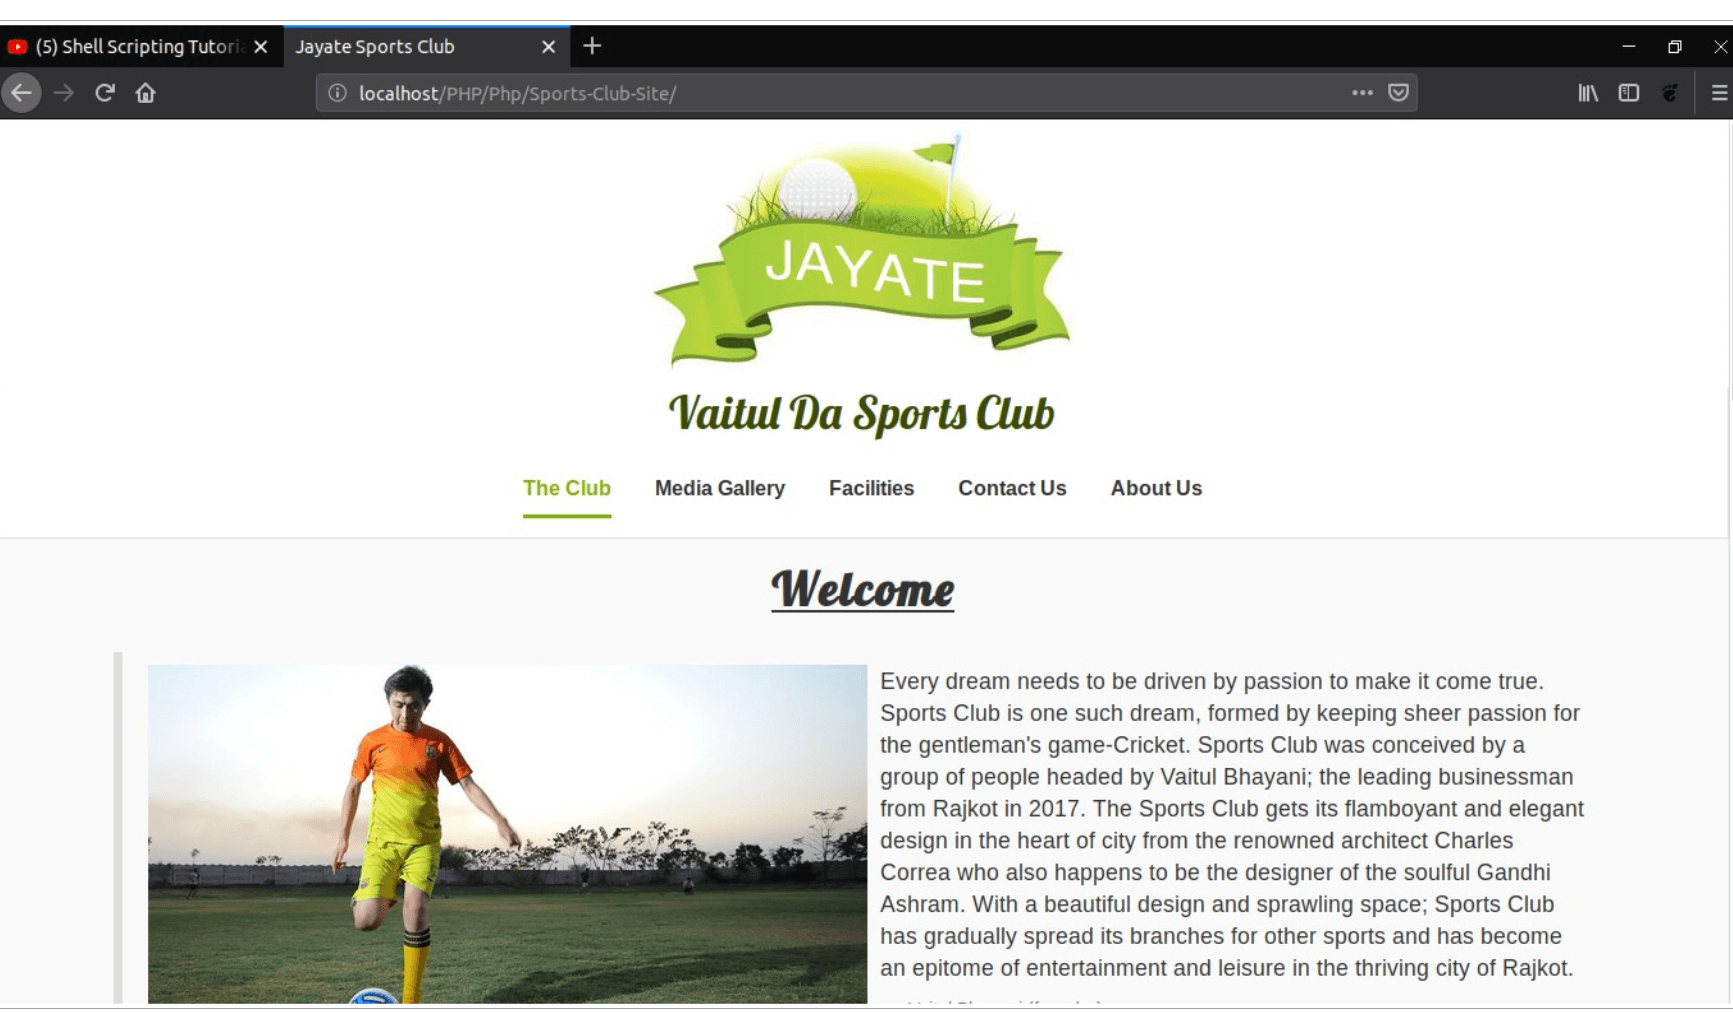 (5) Shell Scripting Tutoria
Jayate Sports Club
localhost/PHP/Php/Sports-Club-Site/
JAYATE
Vaitul Da Sports Club
The Club
Media Gallery
Facilities
Contact Us
About Us
Welcome
Every dream needs to be driven by passion to make it come true.
Sports Club is one such dream, formed by keeping sheer passion for
the gentleman's game-Cricket. Sports Club was conceived by a
group of people headed by Vaitul Bhayani; the leading businessman
from Rajkot in 2017. The Sports Club gets its flamboyant and elegant
design in the heart of city from the renowned architect Charles
Correa who also happens to be the designer of the soulful Gandhi
Ashram. With a beautiful design and sprawling space; Sports Club
has gradually spread its branches for other sports and has become
an epitome of entertainment and leisure in the thriving city of Rajkot.